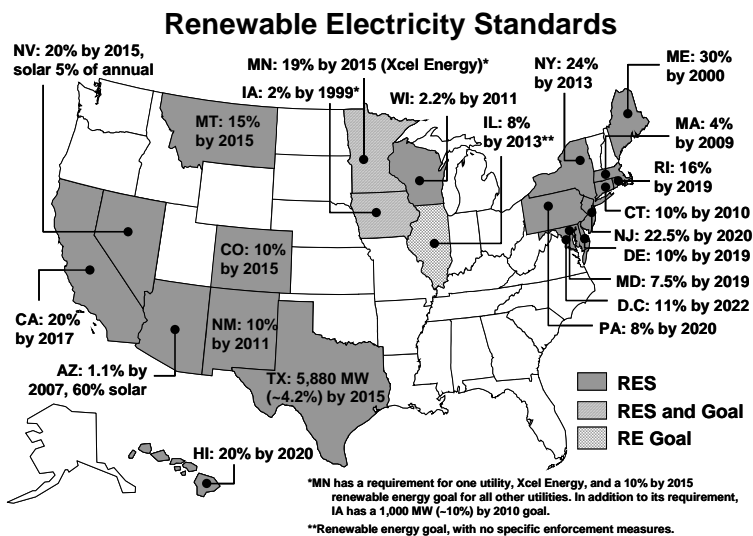 Renewable Electricity Standards
NV: 20% by 2015,
solar 5% of annual
MN: 19% by 2015 (Xcel Energy)*
IA: 2% by 1999*
WI: 2.2% by 2011
IL: 8%
by 2013**
NY: 24%
by 2013
ME: 30%
by 2000
MA: 4%
by 2009
RI: 16%
by 2019
CT: 10% by 2010
NJ: 22.5% by 2020
DE: 10% by 2019
MD: 7.5% by 2019
D.C: 11% by 2022
PA: 8% by 2020
MT: 15%
by 2015
CO: 10%
by 2015
CA: 20%
by 2017
NM: 10%
by 2011
AZ: 1.1% by
2007, 60% solar
TX: 5,880 MW
(~4.2%) by 2015
HI: 20% by 2020
RES
RES and Goal
RE Goal
*MN has a requirement for one utility, Xcel Energy, and a 10% by 2015
renewable energy goal for all other utilities. In addition to its requirement,
IA has a 1,000 MW (~10%) by 2010 goal.
**Renewable energy goal, with no specific enforcement measures.